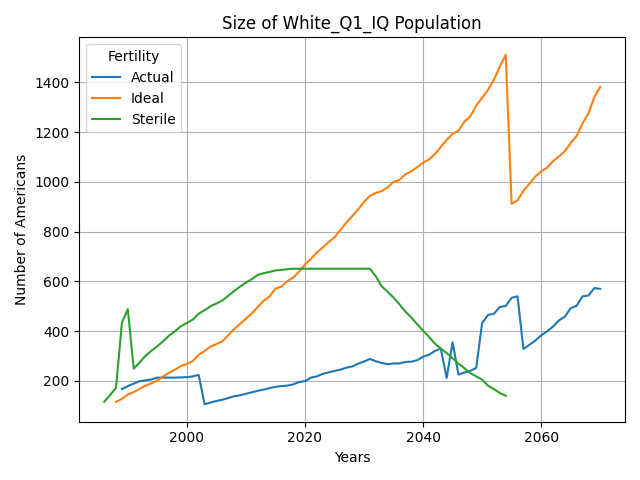 Size of White_Q1_IQ Population
Fertility
Actual
Ideal
Sterile
Number of Americans
1400
1200
1000
800
600
400
200
2000
2020
2040
2060
Years